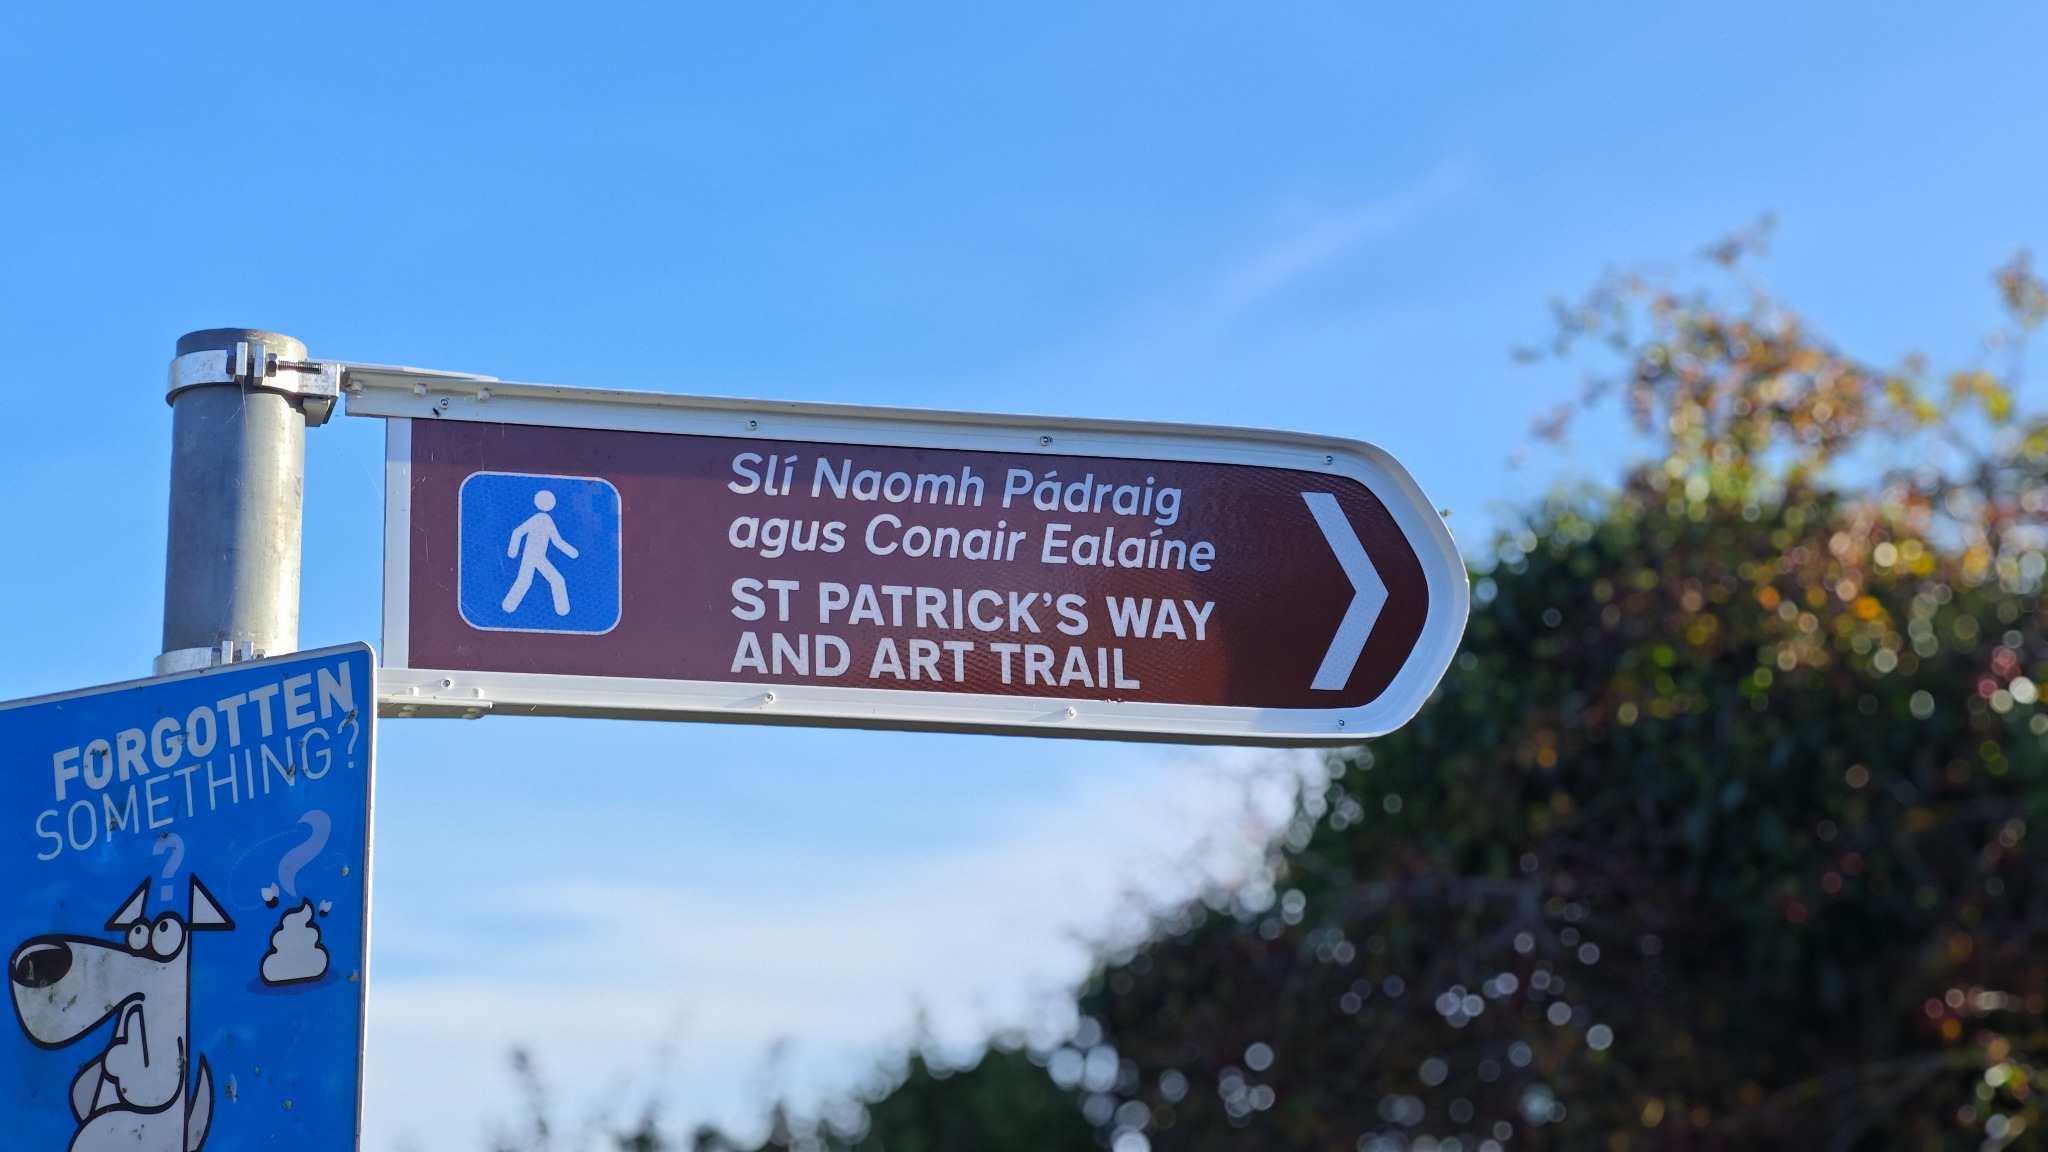 Slí Naomh Pádraig
agus Conair Ealaíne
ST PATRICK'S WAY
AND ART TRAIL
FORGOTTEN
SOMETHING?
?
?